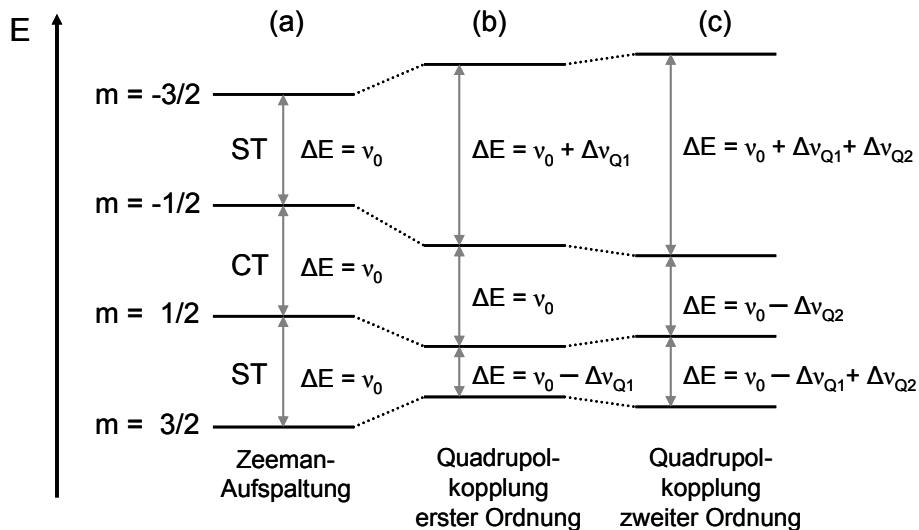 E
(a) (b) (c)
m = -3/2
ST ΔE = ν0 ΔE = ν0 + ΔνQ1 ΔE = ν0 + ΔνQ1 + ΔνQ2
m = -1/2
CT ΔE = ν0 ΔE = ν0 ΔE = ν0 – ΔνQ2
m = 1/2
ST ΔE = ν0 ΔE = ν0 – ΔνQ1 ΔE = ν0 – ΔνQ1 + ΔνQ2
m = 3/2
Zeeman-
Aufspaltung
Quadrupol-
kopplung
erster Ordnung
Quadrupol-
kopplung
zweiter Ordnung